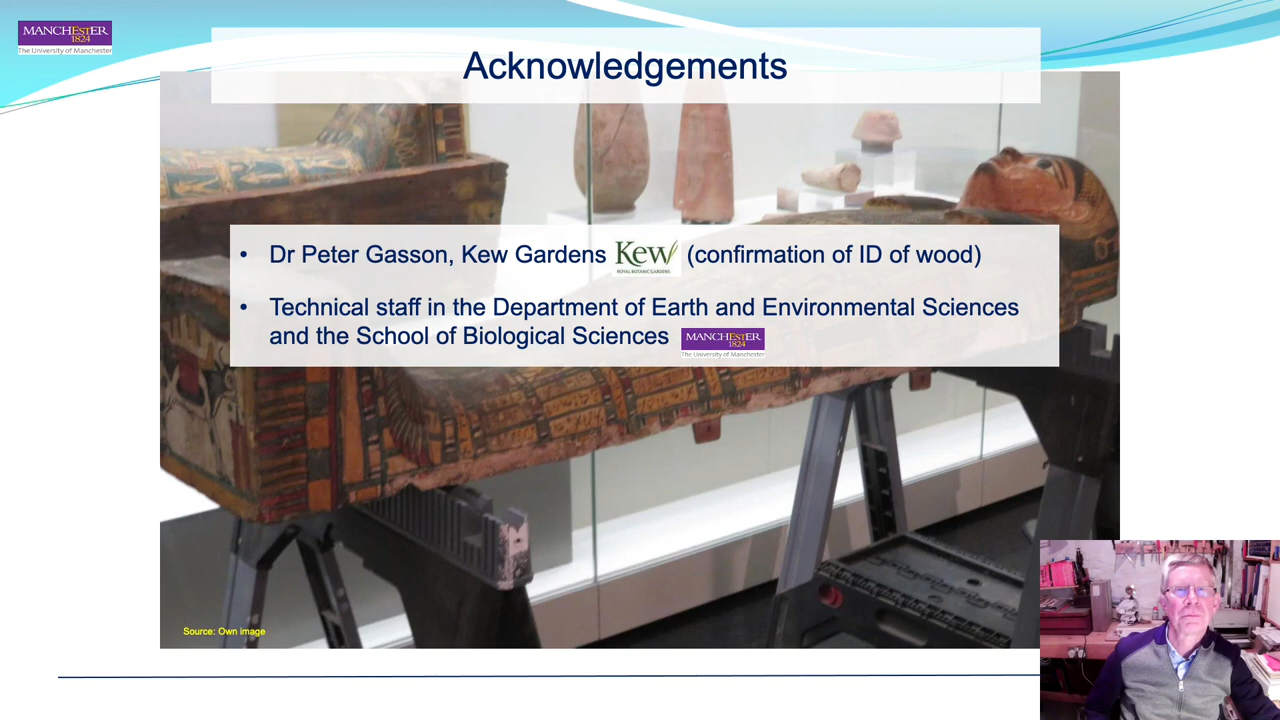 MANCHESTER
1824
The University of Manchester
Acknowledgements
• Dr Peter Gasson, Kew Gardens Kew (confirmation of ID of wood)
ROYAL BOTANIC GARDENS
• Technical staff in the Department of Earth and Environmental Sciences
and the School of Biological Sciences MANCHESTER
1824
The University of Manchester
Source: Own image